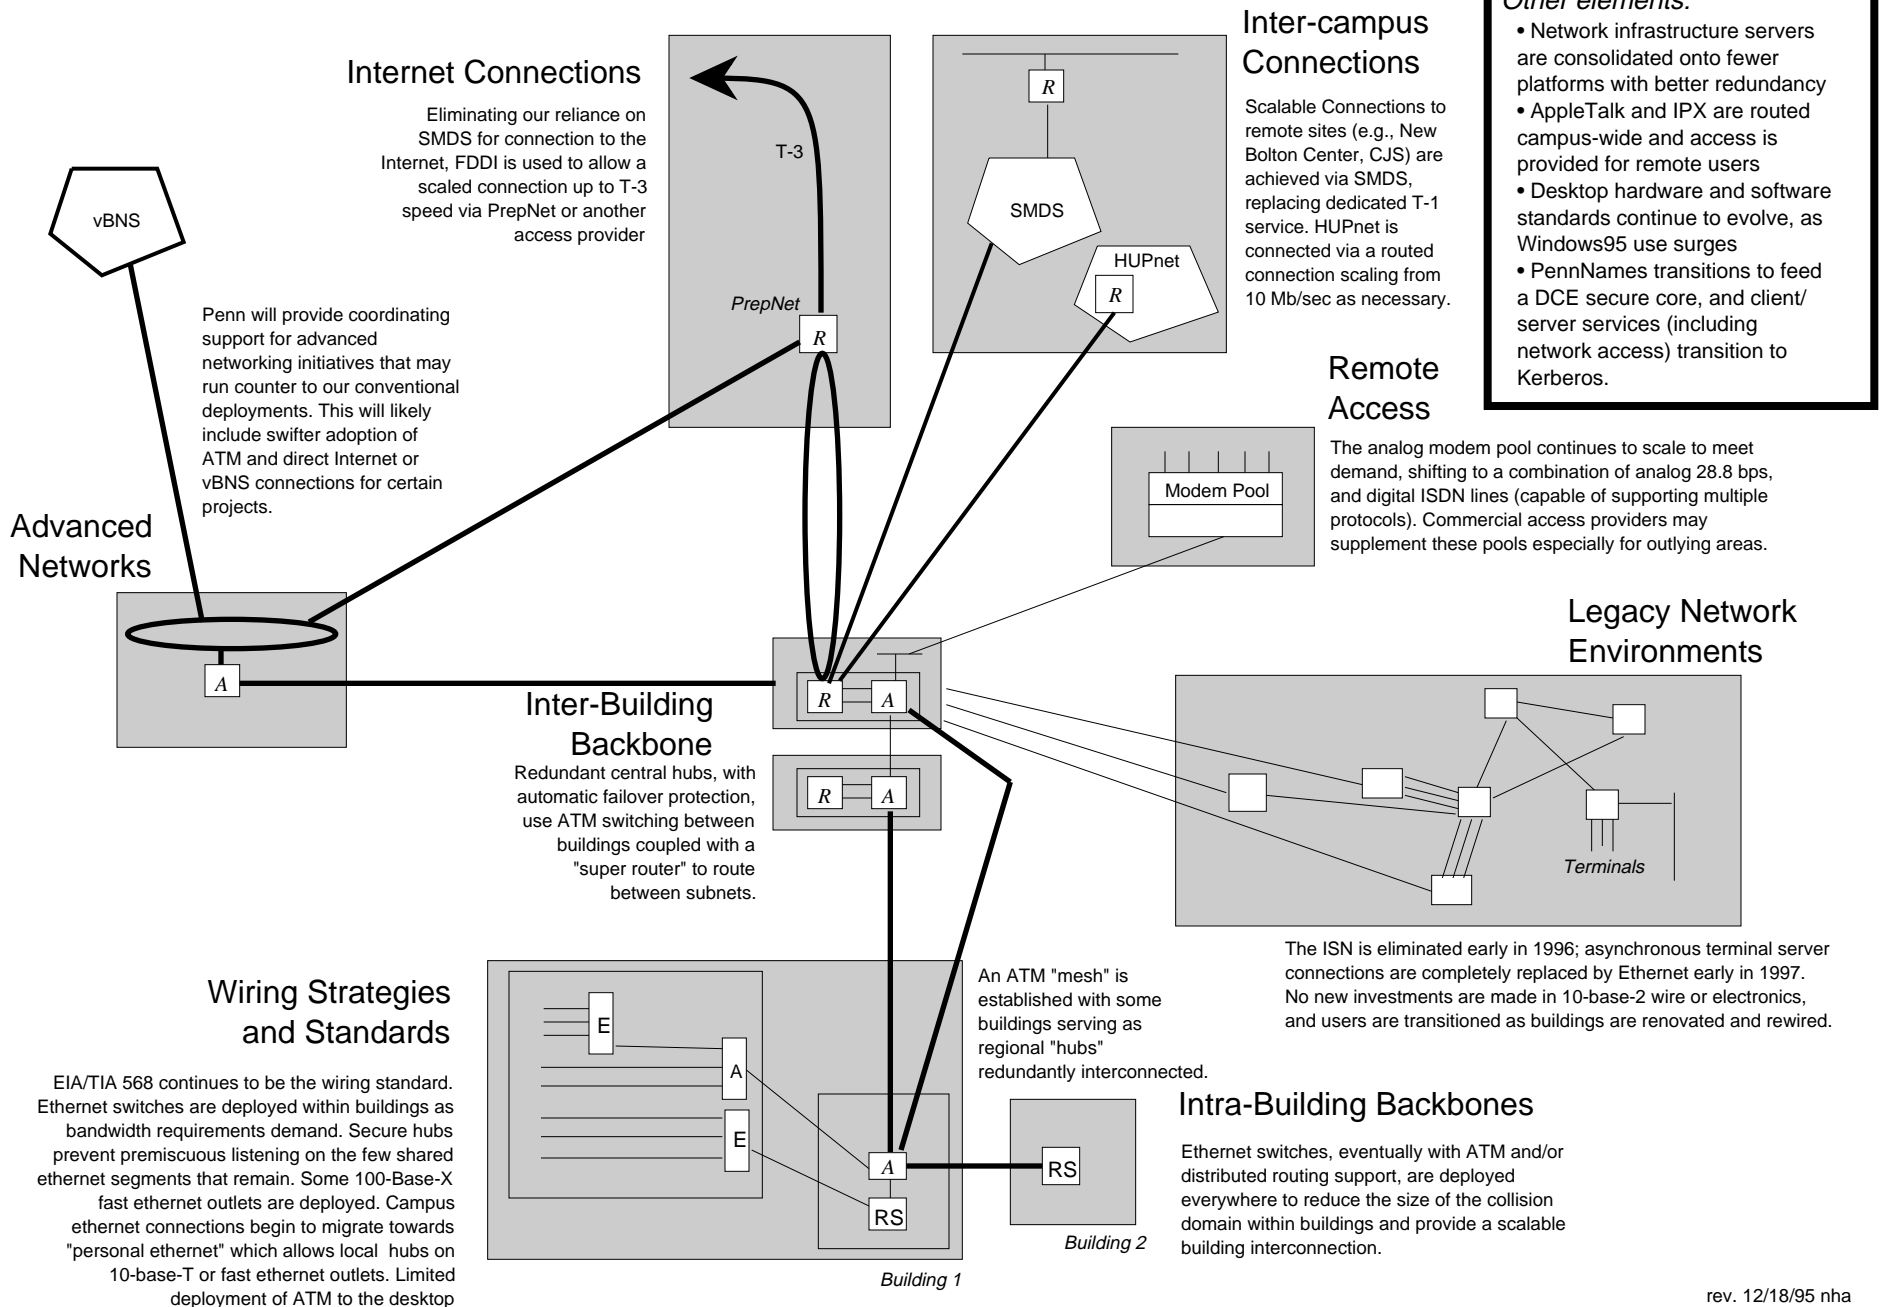 Internet Connections
Eliminating our reliance on
SMDS for connection to the
Internet, FDDI is used to allow a
scaled connection up to T-3
speed via PrepNet or another
access provider
T-3
PrepNet
R
vBNS
Penn will provide coordinating
support for advanced
networking initiatives that may
run counter to our conventional
deployments. This will likely
include swifter adoption of
ATM and direct Internet or
vBNS connections for certain
projects.
Advanced
Networks
A
Inter-campus
Connections
Scalable Connections to
remote sites (e.g., New
Bolton Center, CJS) are
achieved via SMDS,
replacing dedicated T-1
service. HUPnet is
connected via a routed
connection scaling from
10 Mb/sec as necessary.
R
SMDS
HUPnet
R
Other elements:
• Network infrastructure servers
are consolidated onto fewer
platforms with better redundancy
• AppleTalk and IPX are routed
campus-wide and access is
provided for remote users
• Desktop hardware and software
standards continue to evolve, as
Windows95 use surges
• PennNames transitions to feed
a DCE secure core, and client/
server services (including
network access) transition to
Kerberos.
Remote
Access
The analog modem pool continues to scale to meet
demand, shifting to a combination of analog 28.8 bps,
and digital ISDN lines (capable of supporting multiple
protocols). Commercial access providers may
supplement these pools especially for outlying areas.
Modem Pool
Inter-Building
Backbone
Redundant central hubs, with
automatic failover protection,
use ATM switching between
buildings coupled with a
"super router" to route
between subnets.
R A
R A
Legacy Network
Environments
Terminals
The ISN is eliminated early in 1996; asynchronous terminal server
connections are completely replaced by Ethernet early in 1997.
No new investments are made in 10-base-2 wire or electronics,
and users are transitioned as buildings are renovated and rewired.
Wiring Strategies
and Standards
EIA/TIA 568 continues to be the wiring standard.
Ethernet switches are deployed within buildings as
bandwidth requirements demand. Secure hubs
prevent premiscuous listening on the few shared
ethernet segments that remain. Some 100-Base-X
fast ethernet outlets are deployed. Campus
ethernet connections begin to migrate towards
"personal ethernet" which allows local hubs on
10-base-T or fast ethernet outlets. Limited
deployment of ATM to the desktop
E
A
E
A
RS
Building 1
An ATM "mesh" is
established with some
buildings serving as
regional "hubs"
redundantly interconnected.
RS
Building 2
Intra-Building Backbones
Ethernet switches, eventually with ATM and/or
distributed routing support, are deployed
everywhere to reduce the size of the collision
domain within buildings and provide a scalable
building interconnection.
rev. 12/18/95 nha